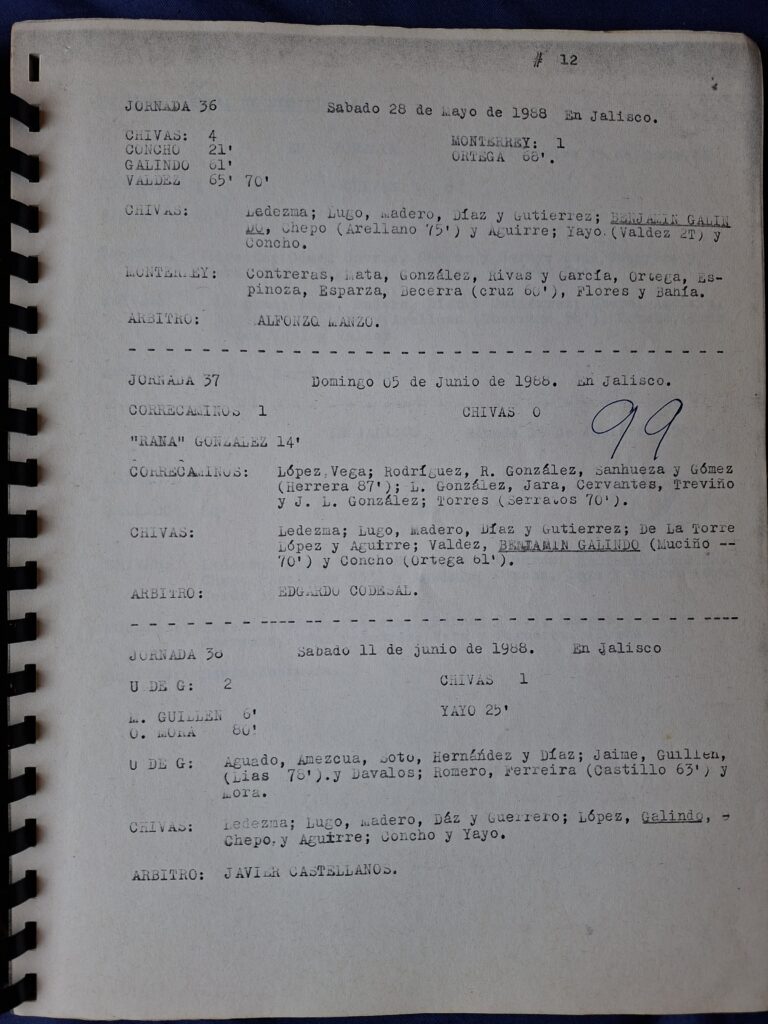 # 12
JORNADA 36 Sabado 28 de Mayo de 1988 En Jalisco.
CHIVAS: 4 MONTERREY: 1
CONCHO 21' ORTEGA 68'.
GALINDO 61'
VALDEZ 65' 70'
CHIVAS: Ledezma; Lugo, Madero, Díaz y Gutierrez; BENJAMIN GALIN
DO, Chepo (Arellano 75') y Aguirre; Yayo (Valdez 2T) y
Concho.
MONTERREY: Contreras, Mata, González, Rivas y García, Ortega, Es-
pinoza, Esparza, Becerra (cruz 60'), Flores y Bahía.
ARBITRO: ALFONZO MANZO.
JORNADA 37 Domingo 05 de Junio de 1988. En Jalisco.
CORRECAMINOS 1 CHIVAS 0 99
"RANA" GONZALEZ 14'
CORRECAMINOS: López Vega; Rodríguez, R. González, Sanhueza y Gómez
(Herrera 87'); L. González, Jara, Cervantes, Treviño
y J. L. González; Torres (Serratos 70').
CHIVAS: Ledezma; Lugo, Madero, Díaz y Gutierrez; De La Torre
López y Aguirre; Valdez, BENJAMIN GALINDO (Muciño --
70') y Concho (Ortega 61').
ARBITRO: EDGARDO CODESAL.
JORNADA 38 Sabado 11 de junio de 1988. En Jalisco
U DE G: 2 CHIVAS 1
M. GUILLEN 6' YAYO 25'
O. MORA 80'
U DE G: Aguado, Amezcua, Soto, Hernáńdez y Díaz; Jaime, Guillen,
(Lias 78').y Davalos; Romero, Ferreira (Castillo 63') y
Mora.
CHIVAS: Ledezma; Lugo, Madero, Dáz y Guerrero; López, Galindo, -
Chepo,y Aguirre; Concho y Yayo.
ARBITRO: JAVIER CASTELLANOS.